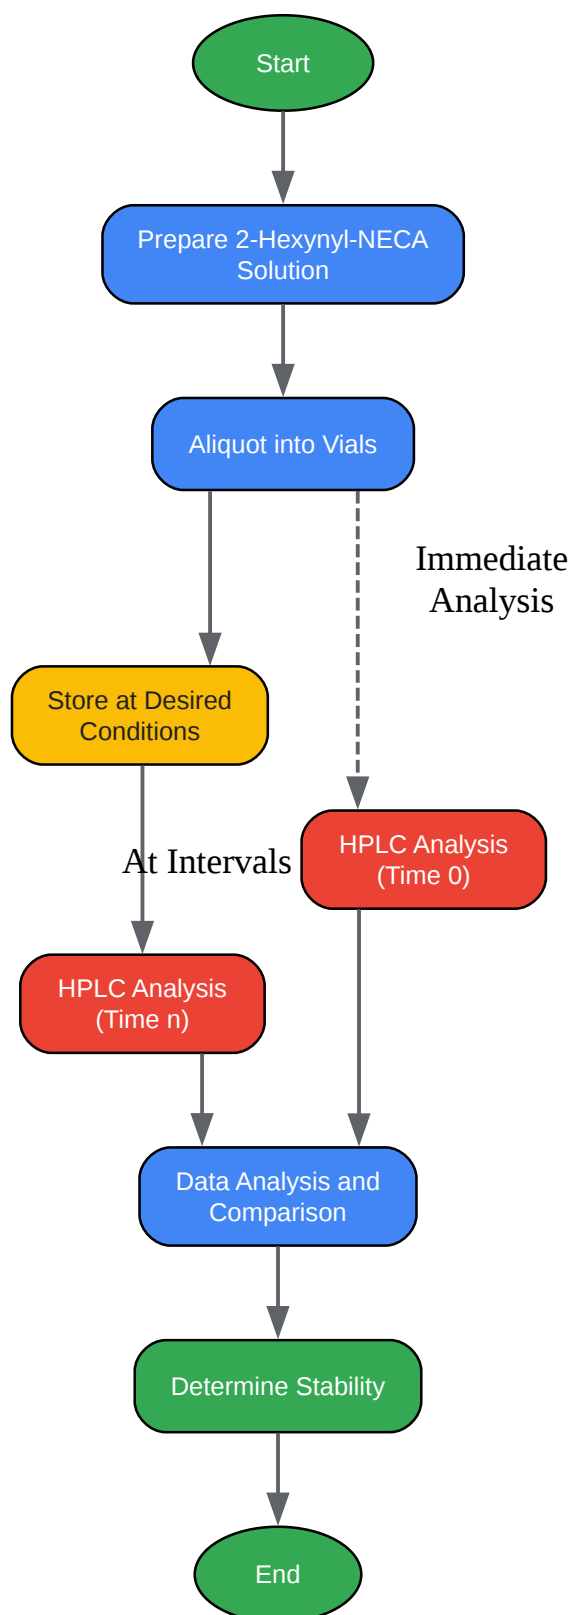 Start
Prepare 2-Hexynyl-NECA
Solution
Aliquot into Vials
Immediate
Analysis
Store at Desired
Conditions
At Intervals
HPLC Analysis
(Time 0)
HPLC Analysis
(Time n)
Data Analysis and
Comparison
Determine Stability
End